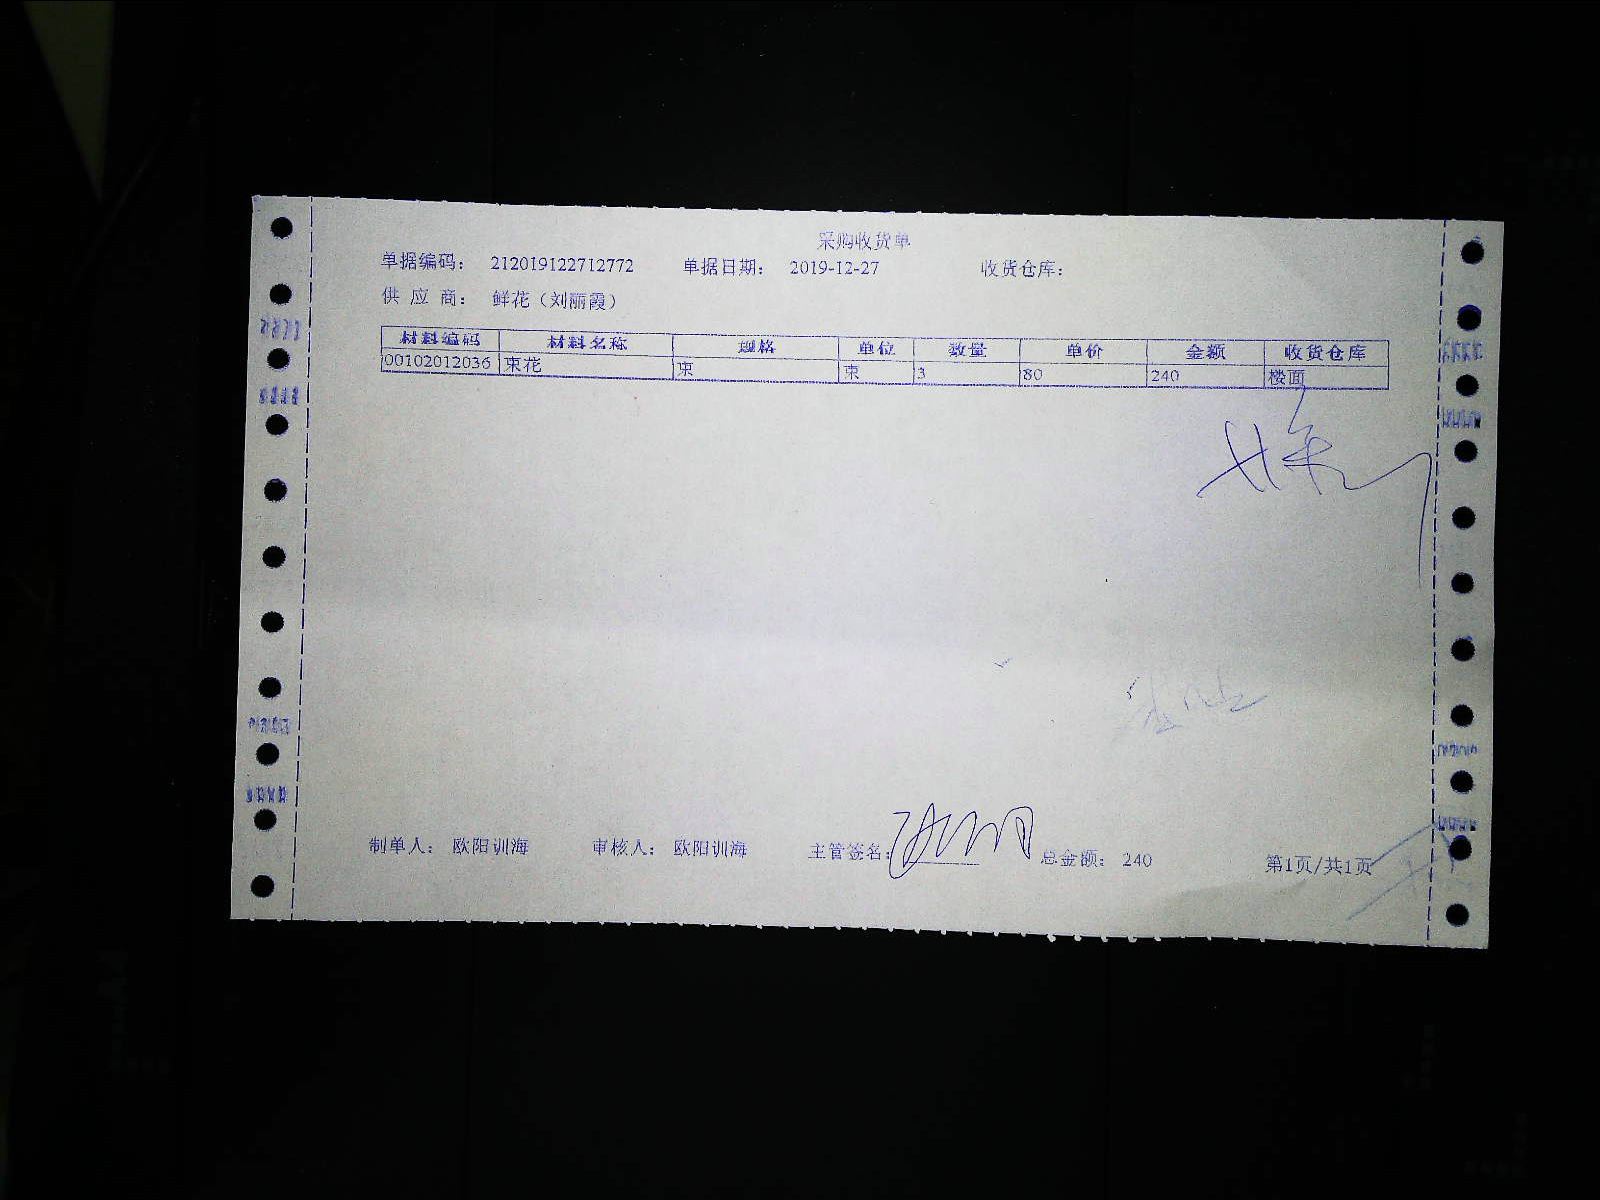 采购收货单
单据编码： 212019122712772 单据日期： 2019-12-27 收货仓库：
供 应 商： 鲜花（刘丽霞）
材料编码 材料名称 规格 单位 数量 单价 金额 收货仓库
00102012036 束花 束 束 3 80 240 楼面
制单人： 欧阳训海 审核人： 欧阳训海 主管签名： 总金额： 240 第1页/共1页